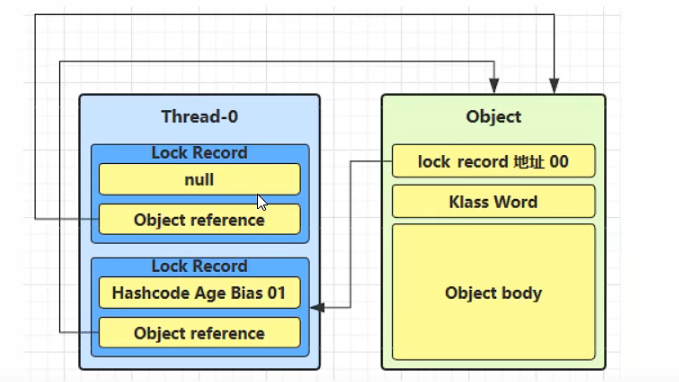 Thread-0
Lock Record
null
Object reference
Lock Record
Hashcode Age Bias 01
Object reference
Object
lock record 地址 00
Klass Word
Object body